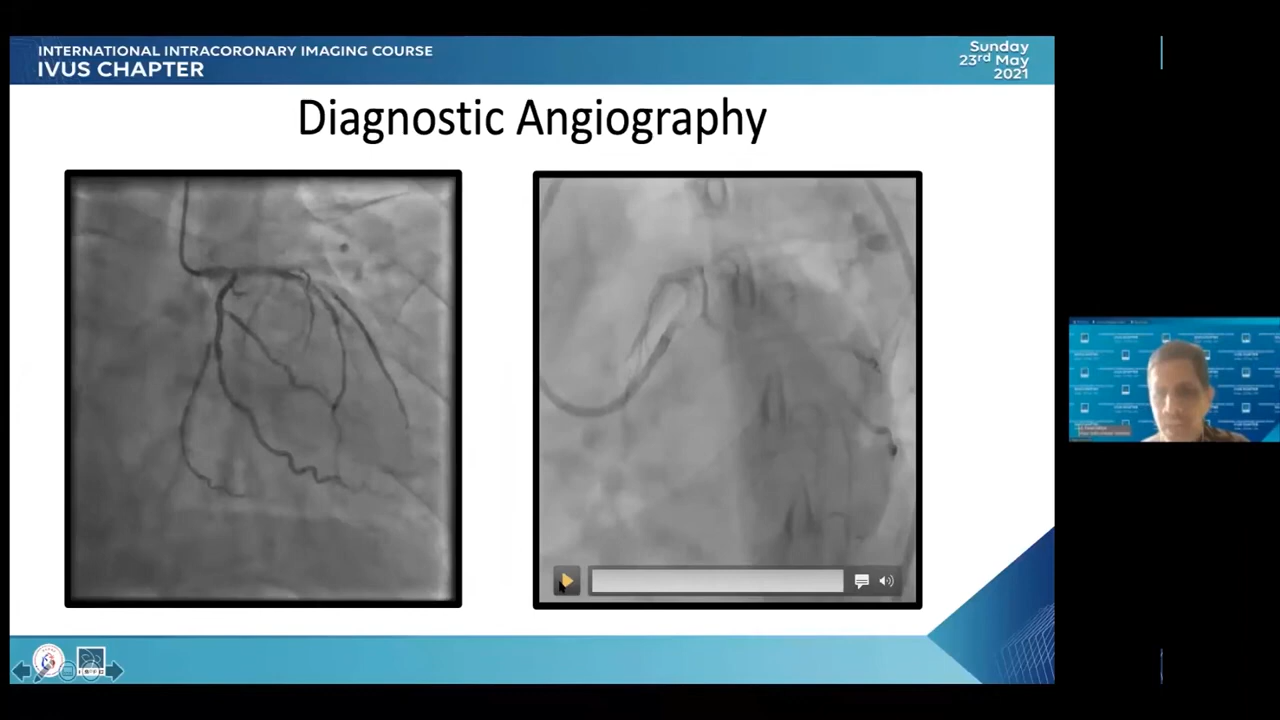 INTERNATIONAL INTRACORONARY IMAGING COURSE
IVUS CHAPTER
Sunday
23rd May
2021
Diagnostic Angiography